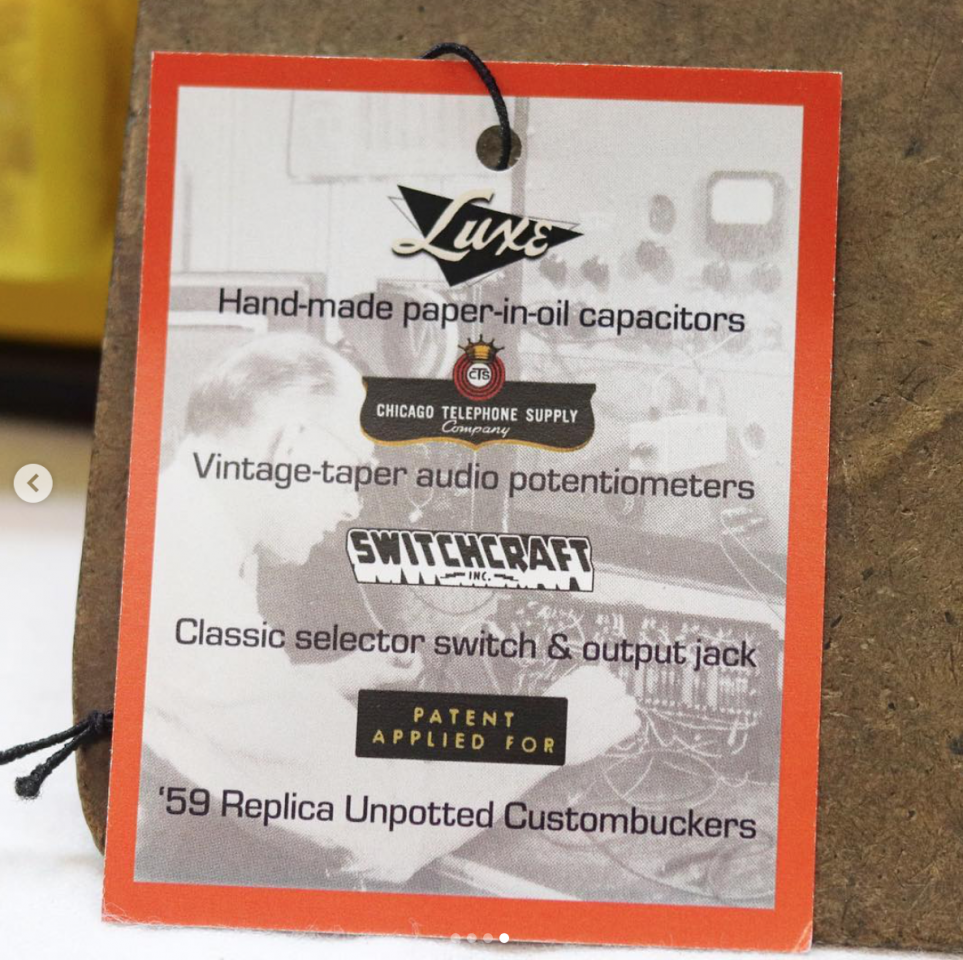 Luxe
Hand-made paper-in-oil capacitors
CTS
CHICAGO TELEPHONE SUPPLY
Company
Vintage-taper audio potentiometers
SWITCHCRAFT
INC.
Classic selector switch & output jack
PATENT
APPLIED FOR
‘59 Replica Unpotted Custombuckers